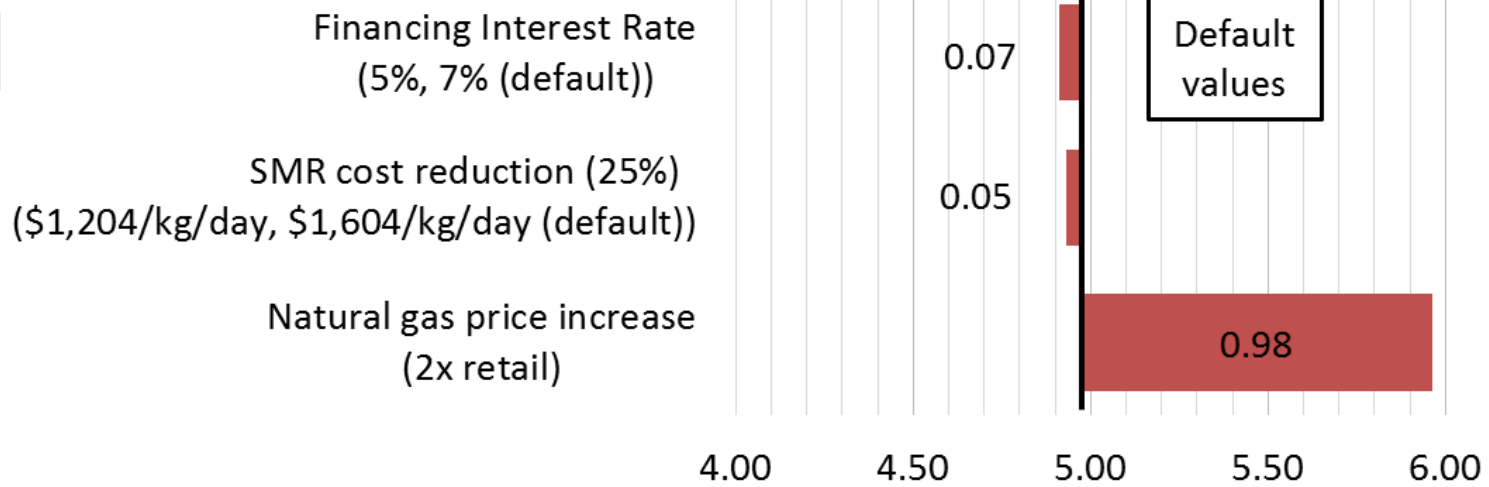 Financing Interest Rate
(5%, 7% (default))
0.07
Default
values
SMR cost reduction (25%)
($1,204/kg/day, $1,604/kg/day (default))
0.05
Natural gas price increase
(2x retail)
0.98
4.00 4.50 5.00 5.50 6.00